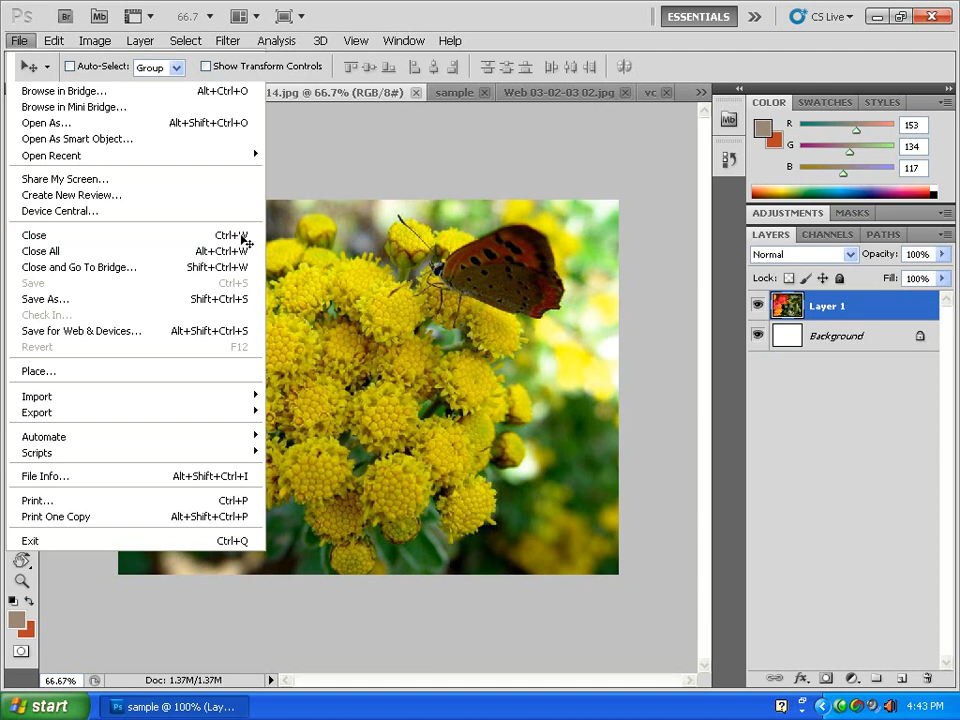 Ps Br Mb 66.7 ESSENTIALS CS Live
File Edit Image Layer Select Filter Analysis 3D View Window Help
Auto-Select: Group Show Transform Controls
14.jpg @ 66.7% (RGB/8#) sample Web 03-02-03 02.jpg vc
Browse in Bridge... Alt+Ctrl+O
Browse in Mini Bridge...
Open As... Alt+Shift+Ctrl+O
Open As Smart Object...
Open Recent
Share My Screen...
Create New Review...
Device Central...
Close Ctrl+W
Close All Alt+Ctrl+W
Close and Go To Bridge... Shift+Ctrl+W
Save Ctrl+S
Save As... Shift+Ctrl+S
Check In...
Save for Web & Devices... Alt+Shift+Ctrl+S
Revert F12
Place...
Import
Export
Automate
Scripts
File Info... Alt+Shift+Ctrl+I
Print... Ctrl+P
Print One Copy Alt+Shift+Ctrl+P
Exit Ctrl+Q
Mb
COLOR SWATCHES STYLES
R 153
G 134
B 117
ADJUSTMENTS MASKS
LAYERS CHANNELS PATHS
Normal Opacity: 100%
Lock: Fill: 100%
Layer 1
Background
66.67% Doc: 1.37M/1.37M
fx
start Ps sample @ 100% (Lay... ? 4:43 PM